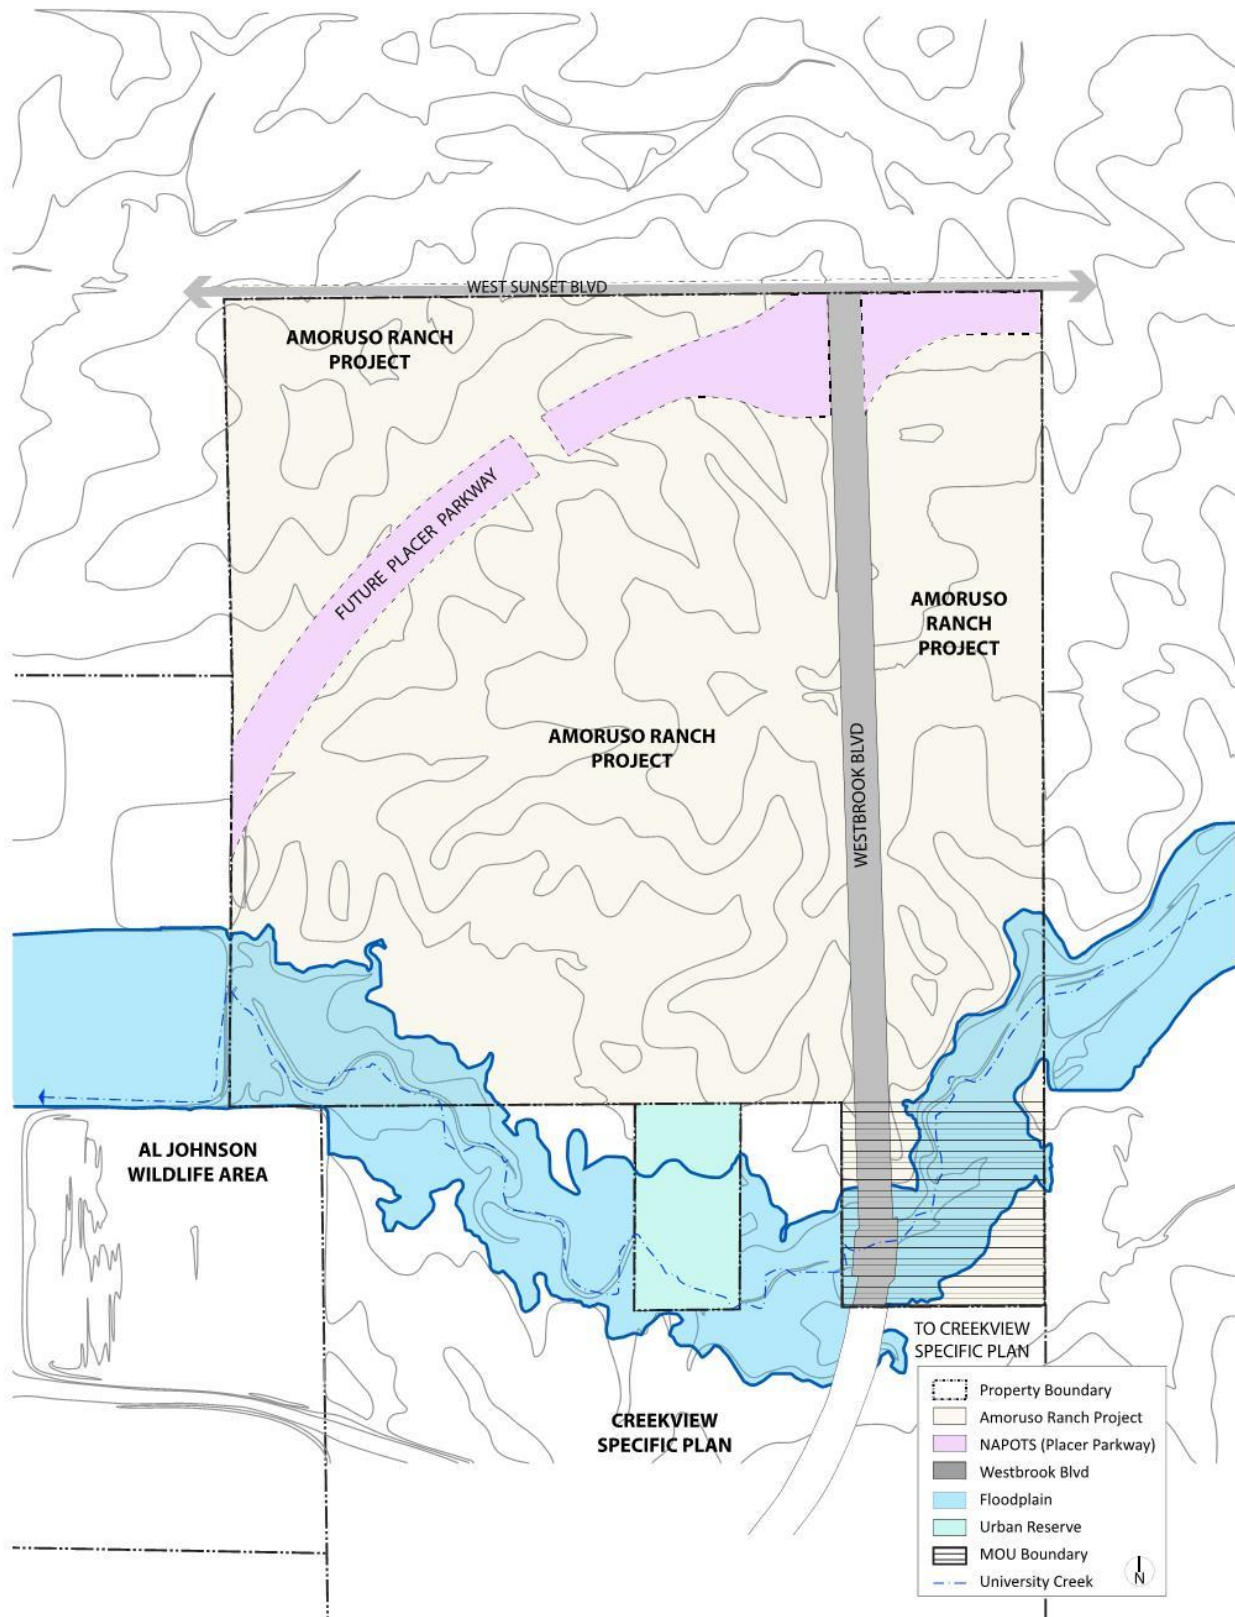 WEST SUNSET BLVD
AMORUSO RANCH
PROJECT
FUTURE PLACER PARKWAY
AMORUSO
RANCH
PROJECT
AMORUSO RANCH
PROJECT
WESTBROOK BLVD
AL JOHNSON
WILDLIFE AREA
TO CREEKVIEW
SPECIFIC PLAN
CREEKVIEW
SPECIFIC PLAN
Property Boundary
Amoruso Ranch Project
NAPOTS (Placer Parkway)
Westbrook Blvd
Floodplain
Urban Reserve
MOU Boundary
University Creek
N